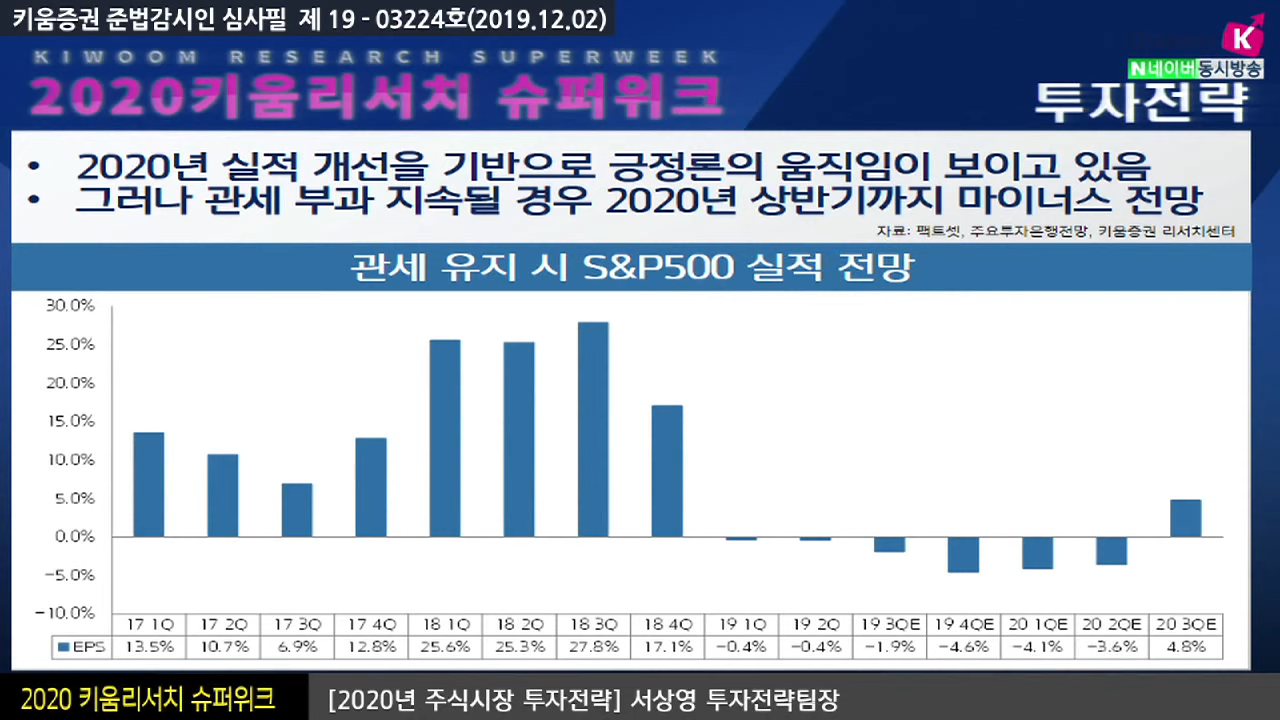 키움증권 준법감시인 심사필 제 19 - 03224호(2019.12.02)
K
KIWOOM RESEARCH SUPERWEEK
N네이버 동시방송
2020키움리서치 슈퍼위크
투자전략
• 2020년 실적 개선을 기반으로 긍정론의 움직임이 보이고 있음
• 그러나 관세 부과 지속될 경우 2020년 상반기까지 마이너스 전망
자료: 팩트셋, 주요투자은행전망, 키움증권 리서치센터
관세 유지 시 S&P500 실적 전망
30.0%
25.0%
20.0%
15.0%
10.0%
5.0%
0.0%
-5.0%
-10.0%
17 1Q 17 2Q 17 3Q 17 4Q 18 1Q 18 2Q 18 3Q 18 4Q 19 1Q 19 2Q 19 3QE 19 4QE 20 1QE 20 2QE 20 3QE
EPS 13.5% 10.7% 6.9% 12.8% 25.6% 25.3% 27.8% 17.1% -0.4% -0.4% -1.9% -4.6% -4.1% -3.6% 4.8%
2020 키움리서치 슈퍼위크
[2020년 주식시장 투자전략] 서상영 투자전략팀장